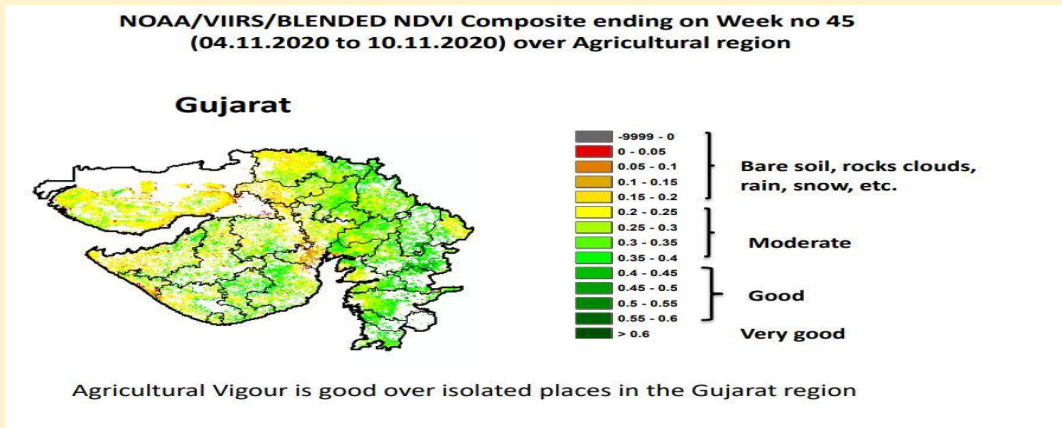 NOAA/VIIRS/BLENDED NDVI Composite ending on Week no 45
(04.11.2020 to 10.11.2020) over Agricultural region
Gujarat
-9999 - 0
0 - 0.05
0.05 - 0.1
0.1 - 0.15
0.15 - 0.2
0.2 - 0.25
0.25 - 0.3
0.3 - 0.35
0.35 - 0.4
0.4 - 0.45
0.45 - 0.5
0.5 - 0.55
0.55 - 0.6
> 0.6
Bare soil, rocks clouds,
rain, snow, etc.
Moderate
Good
Very good
Agricultural Vigour is good over isolated places in the Gujarat region